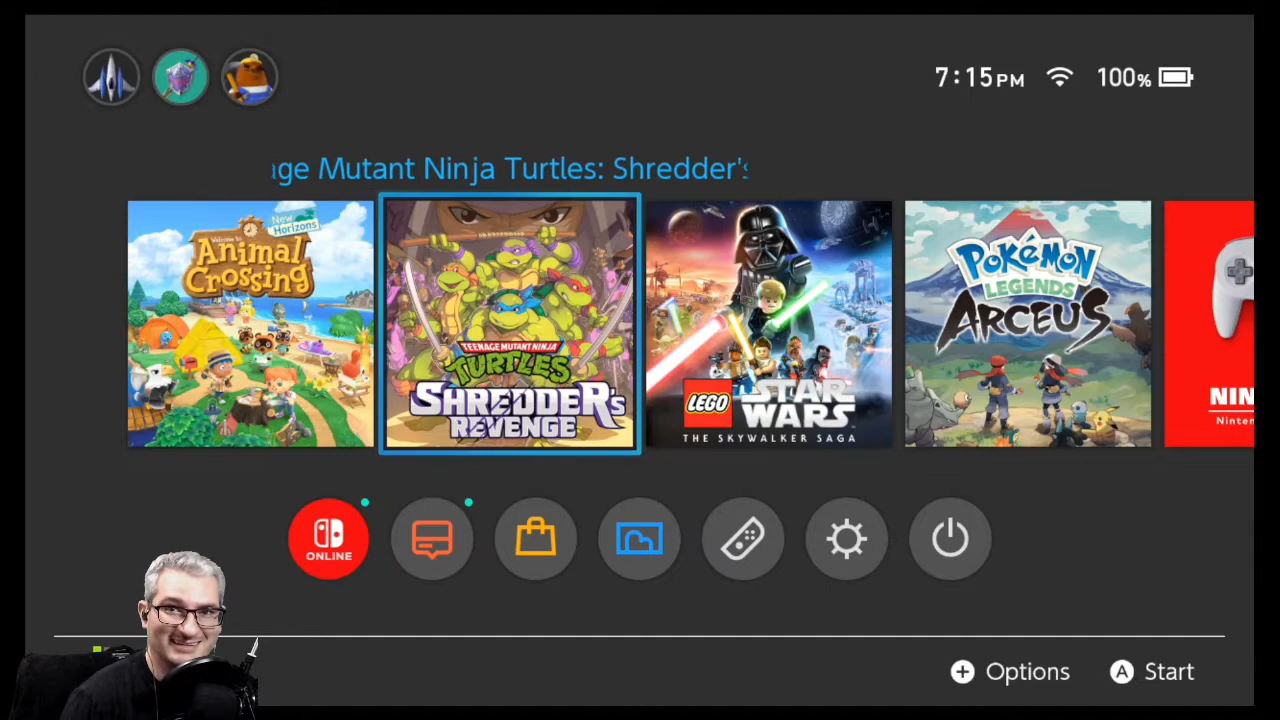 7:15PM 100%
age Mutant Ninja Turtles: Shredder's
New Horizons
Welcome to
Animal Crossing
TEENAGE MUTANT NINJA
TURTLES
SHREDDER'S
REVENGE
LEGO STAR WARS
THE SKYWALKER SAGA
POKÉMON
LEGENDS
ARCEUS
NIN
Ninten
ONLINE
+ Options A Start